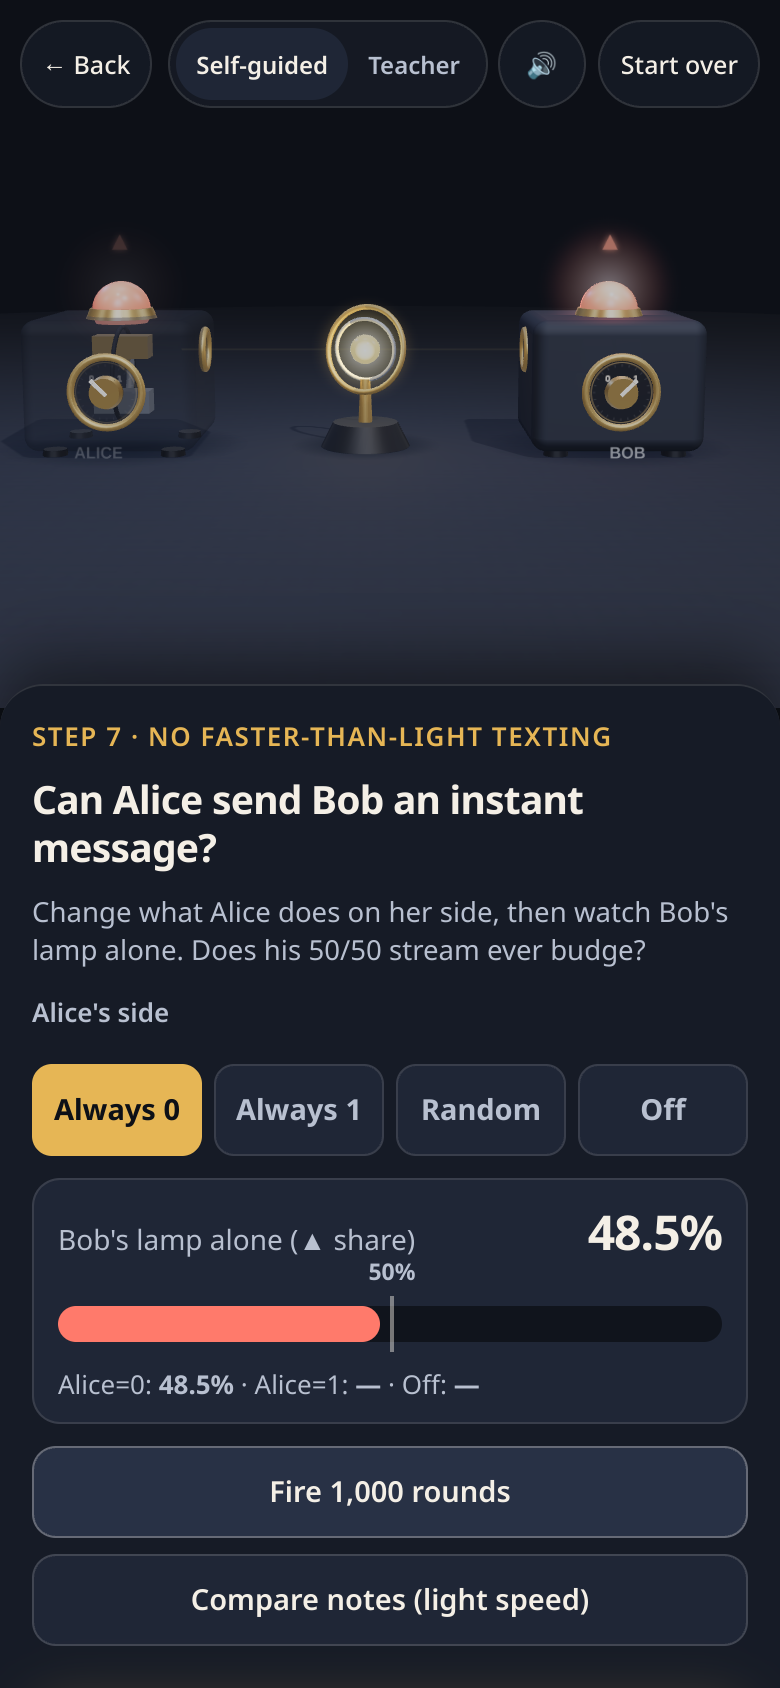 ← Back
Self-guided
Teacher
Start over
ALICE
0 1
BOB
STEP 7 · NO FASTER-THAN-LIGHT TEXTING
Can Alice send Bob an instant
message?
Change what Alice does on her side, then watch Bob's
lamp alone. Does his 50/50 stream ever budge?
Alice's side
Always 0
Always 1
Random
Off
Bob's lamp alone (▲ share)
48.5%
50%
Alice=0: 48.5% · Alice=1: — · Off: —
Fire 1,000 rounds
Compare notes (light speed)